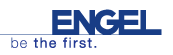 ENGEL
be the first.